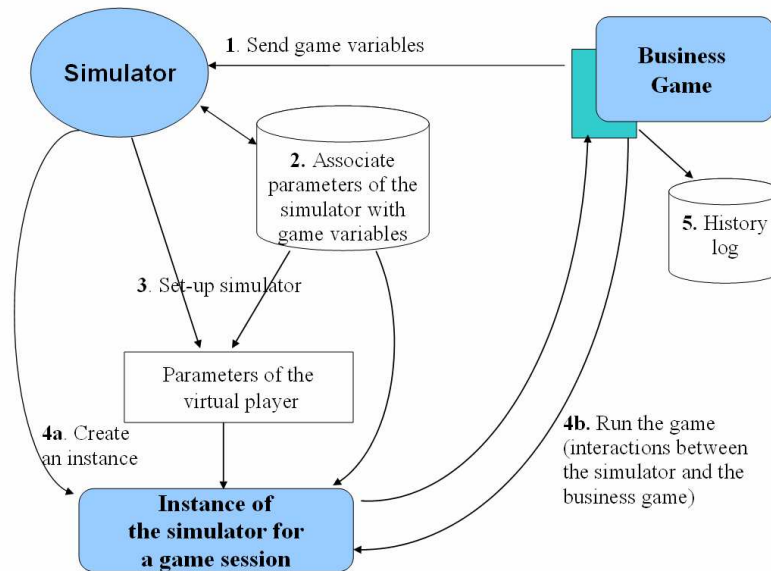 1. Send game variables
Simulator
Business
Game
2. Associate
parameters of the
simulator with
game variables
5. History
log
3. Set-up simulator
Parameters of the
virtual player
4a. Create
an instance
4b. Run the game
(interactions between
the simulator and the
business game)
Instance of
the simulator for
a game session